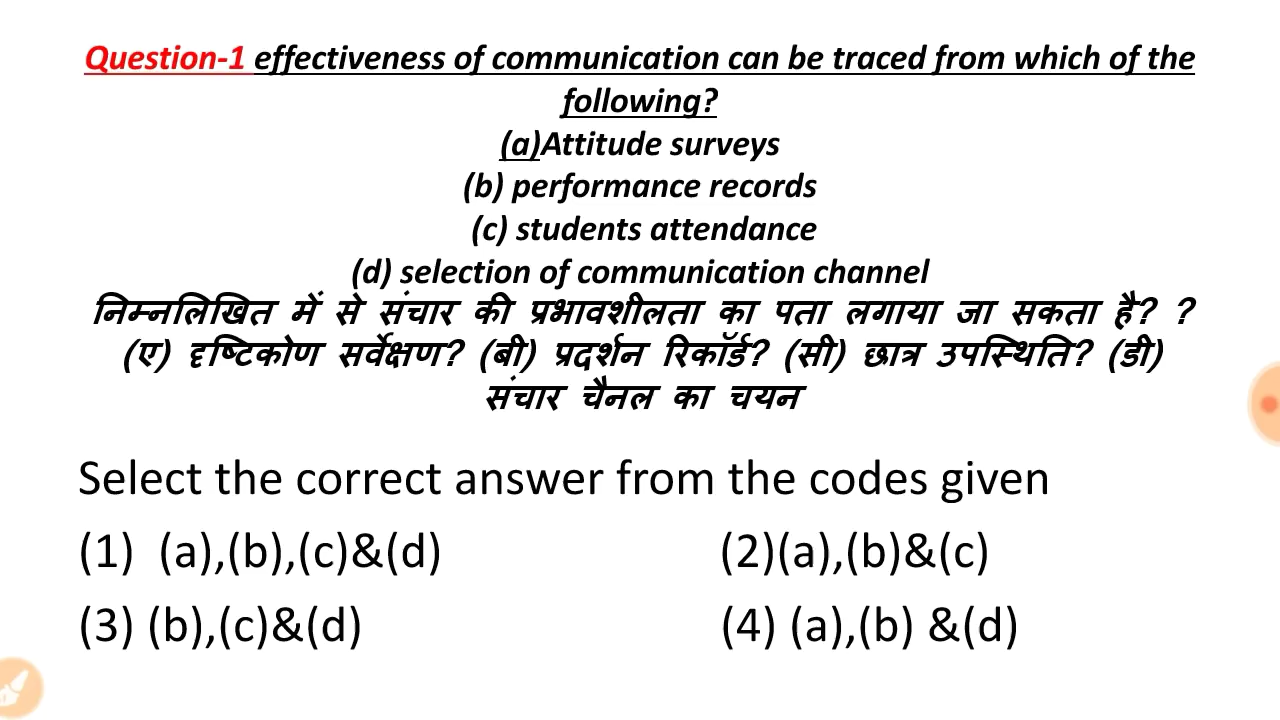 Question-1 effectiveness of communication can be traced from which of the
following?
(a)Attitude surveys
(b) performance records
(c) students attendance
(d) selection of communication channel
निम्नलिखित में से संचार की प्रभावशीलता का पता लगाया जा सकता है? ?
(ए) दृष्टिकोण सर्वेक्षण? (बी) प्रदर्शन रिकॉर्ड? (सी) छात्र उपस्थिति? (डी)
संचार चैनल का चयन
Select the correct answer from the codes given
(1) (a),(b),(c)&(d) (2)(a),(b)&(c)
(3) (b),(c)&(d) (4) (a),(b) &(d)